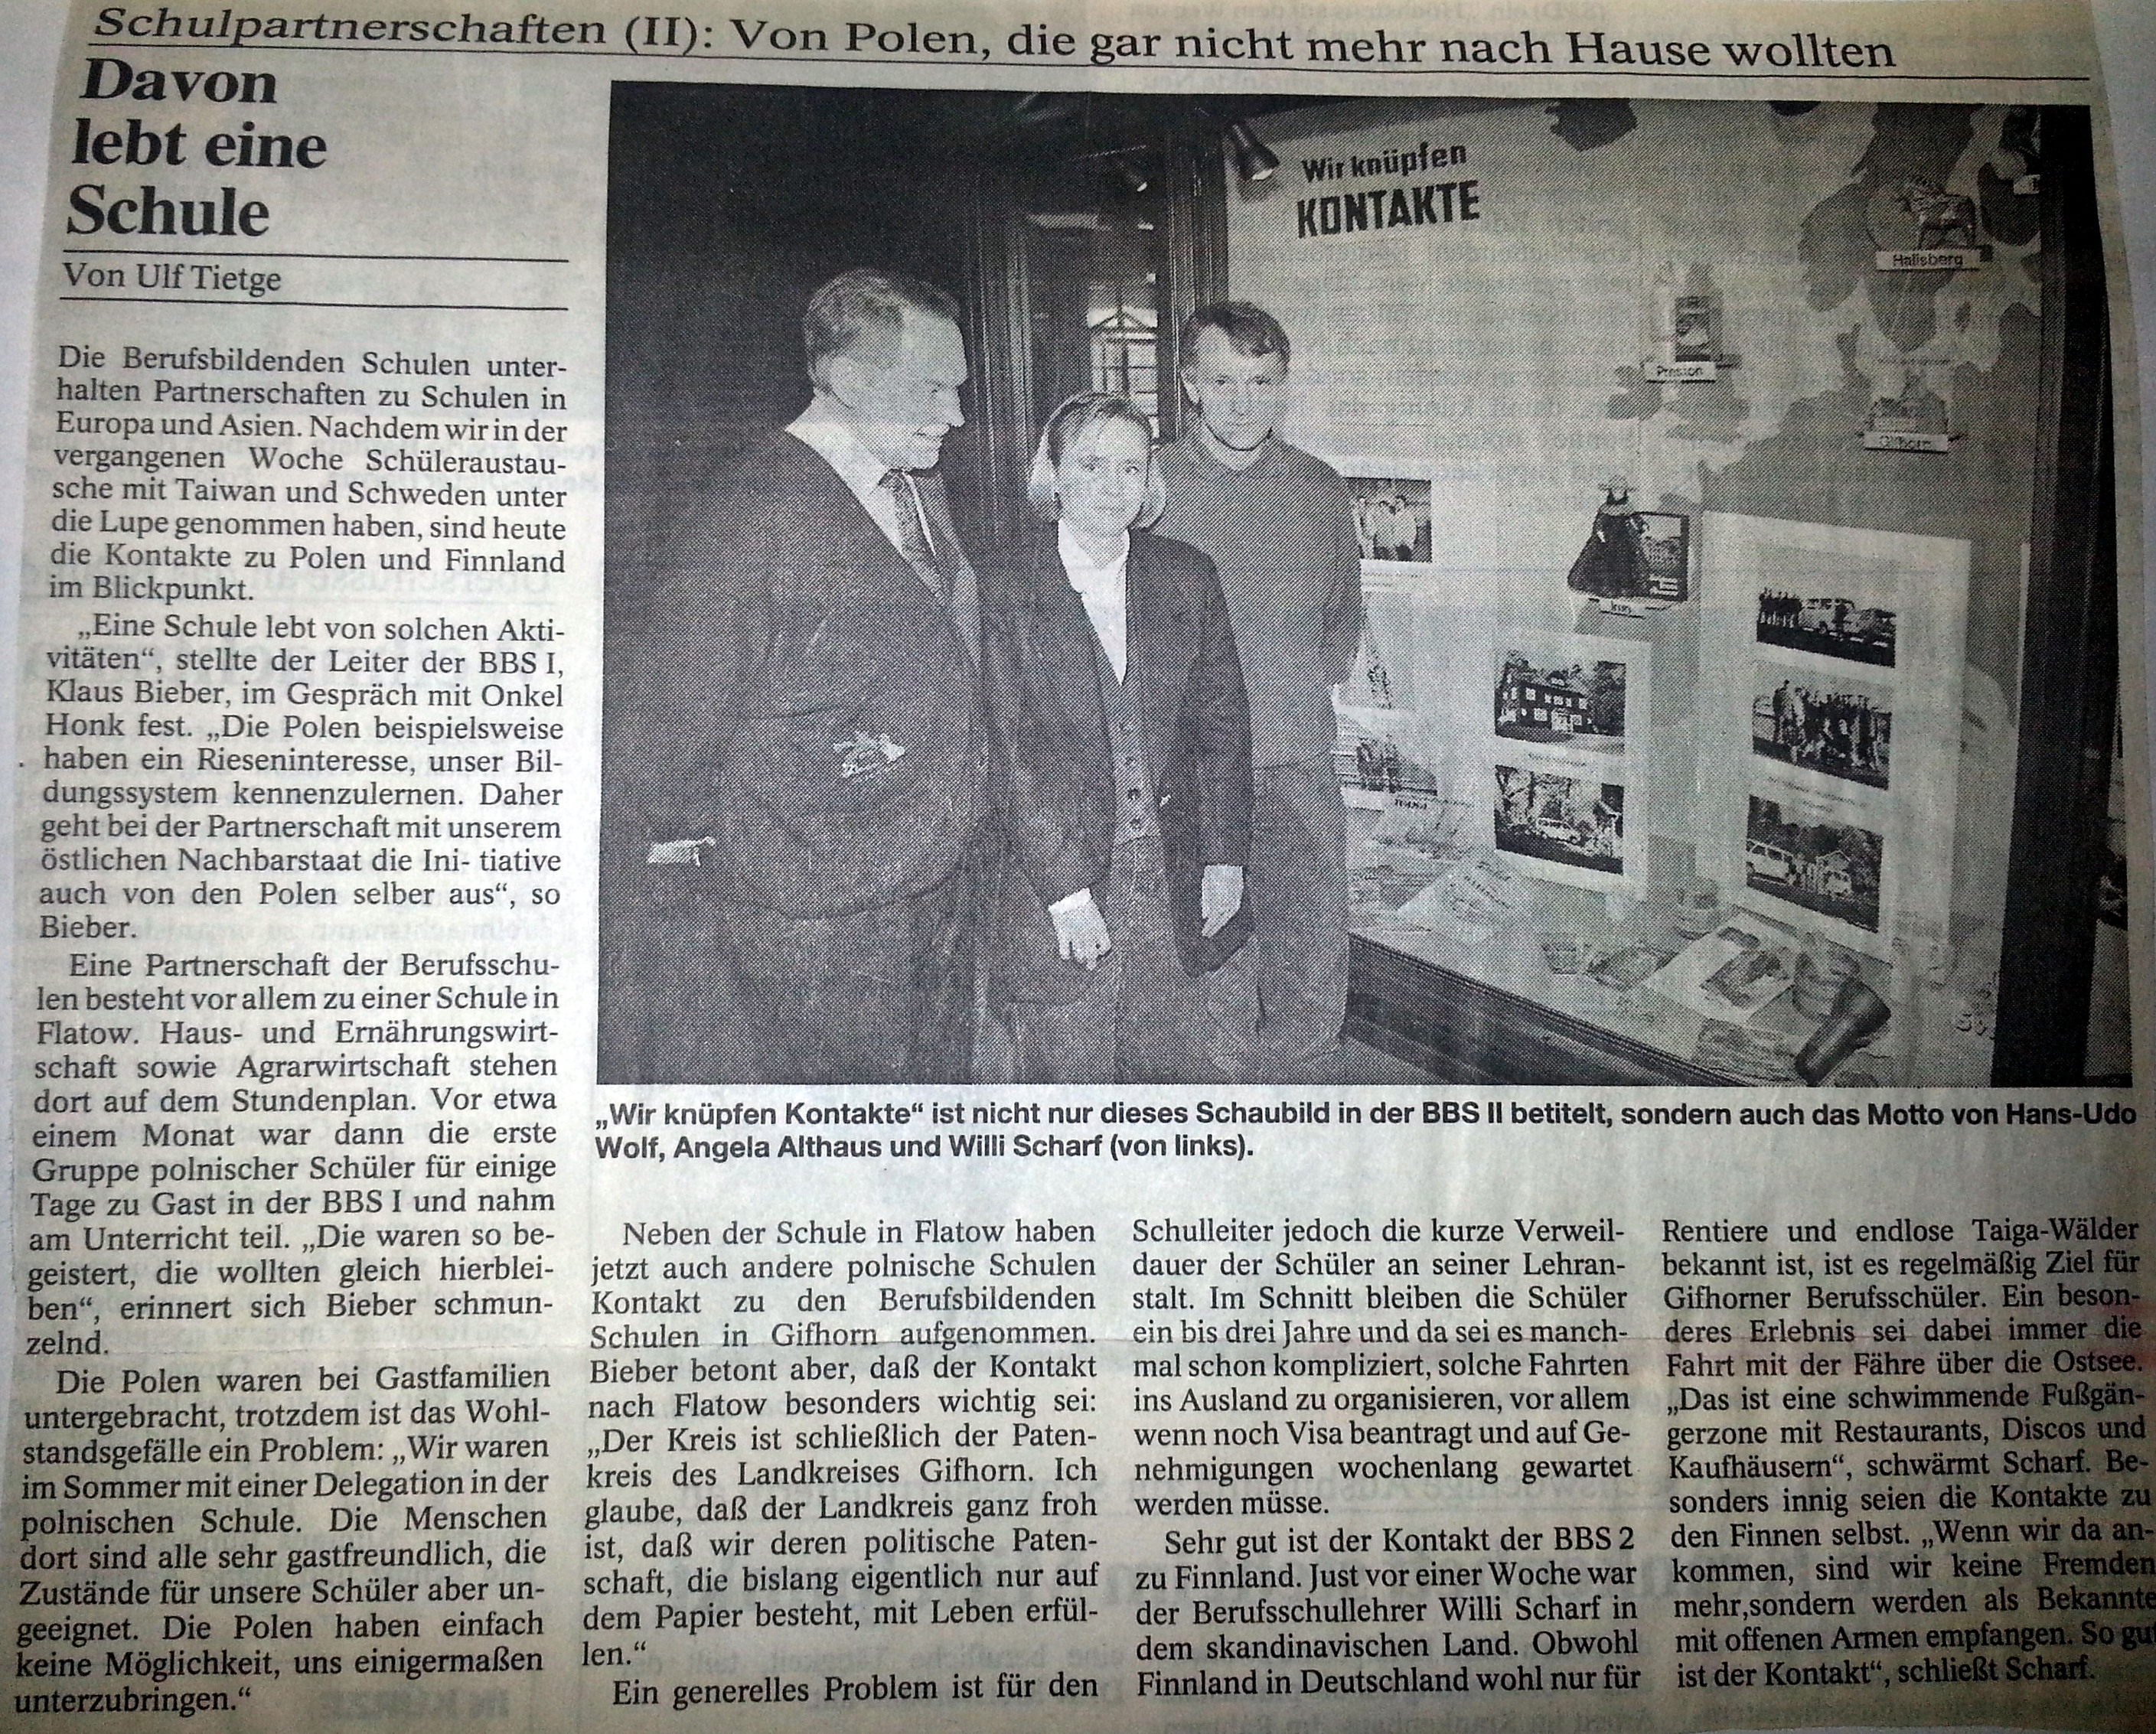 Schulpartnerschaften (II): Von Polen, die gar nicht mehr nach Hause wollten
Davon
lebt eine
Schule
Von Ulf Tietge
Die Berufsbildenden Schulen unter-
halten Partnerschaften zu Schulen in
Europa und Asien. Nachdem wir in der
vergangenen Woche Schüleraustau-
sche mit Taiwan und Schweden unter
die Lupe genommen haben, sind heute
die Kontakte zu Polen und Finnland
im Blickpunkt.
„Eine Schule lebt von solchen Akti-
vitäten“, stellte der Leiter der BBS I,
Klaus Bieber, im Gespräch mit Onkel
Honk fest. „Die Polen beispielsweise
haben ein Rieseninteresse, unser Bil-
dungssystem kennenzulernen. Daher
geht bei der Partnerschaft mit unserem
östlichen Nachbarstaat die Ini- tiative
auch von den Polen selber aus“, so
Bieber.
Eine Partnerschaft der Berufsschu-
len besteht vor allem zu einer Schule in
Flatow. Haus- und Ernährungswirt-
schaft sowie Agrarwirtschaft stehen
dort auf dem Stundenplan. Vor etwa
einem Monat war dann die erste
Gruppe polnischer Schüler für einige
Tage zu Gast in der BBS I und nahm
am Unterricht teil. „Die waren so be-
geistert, die wollten gleich hierblei-
ben“, erinnert sich Bieber schmun-
zelnd.
Die Polen waren bei Gastfamilien
untergebracht, trotzdem ist das Wohl-
standsgefälle ein Problem: „Wir waren
im Sommer mit einer Delegation in der
polnischen Schule. Die Menschen
dort sind alle sehr gastfreundlich, die
Zustände für unsere Schüler aber un-
geeignet. Die Polen haben einfach
keine Möglichkeit, uns einigermaßen
unterzubringen.“
Wir knüpfen
KONTAKTE
Halisberg
Preston
Gifhorn
„Wir knüpfen Kontakte“ ist nicht nur dieses Schaubild in der BBS II betitelt, sondern auch das Motto von Hans-Udo
Wolf, Angela Althaus und Willi Scharf (von links).
Neben der Schule in Flatow haben
jetzt auch andere polnische Schulen
Kontakt zu den Berufsbildenden
Schulen in Gifhorn aufgenommen.
Bieber betont aber, daß der Kontakt
nach Flatow besonders wichtig sei:
„Der Kreis ist schließlich der Paten-
kreis des Landkreises Gifhorn. Ich
glaube, daß der Landkreis ganz froh
ist, daß wir deren politische Paten-
schaft, die bislang eigentlich nur auf
dem Papier besteht, mit Leben erfül-
len.“
Ein generelles Problem ist für den
Schulleiter jedoch die kurze Verweil-
dauer der Schüler an seiner Lehran-
stalt. Im Schnitt bleiben die Schüler
ein bis drei Jahre und da sei es manch-
mal schon kompliziert, solche Fahrten
ins Ausland zu organisieren, vor allem
wenn noch Visa beantragt und auf Ge-
nehmigungen wochenlang gewartet
werden müsse.
Sehr gut ist der Kontakt der BBS 2
zu Finnland. Just vor einer Woche war
der Berufsschullehrer Willi Scharf in
dem skandinavischen Land. Obwohl
Finnland in Deutschland wohl nur für
Rentiere und endlose Taiga-Wälder
bekannt ist, ist es regelmäßig Ziel für
Gifhorner Berufsschüler. Ein beson-
deres Erlebnis sei dabei immer die
Fahrt mit der Fähre über die Ostsee.
„Das ist eine schwimmende Fußgän-
gerzone mit Restaurants, Discos und
Kaufhäusern“, schwärmt Scharf. Be-
sonders innig seien die Kontakte zu
den Finnen selbst. „Wenn wir da an-
kommen, sind wir keine Fremden
mehr,sondern werden als Bekannte
mit offenen Armen empfangen. So gut
ist der Kontakt“, schließt Scharf.